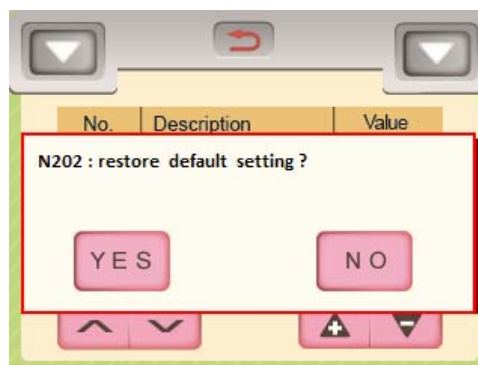 No. Description Value
N202 : restore default setting ?
YES NO